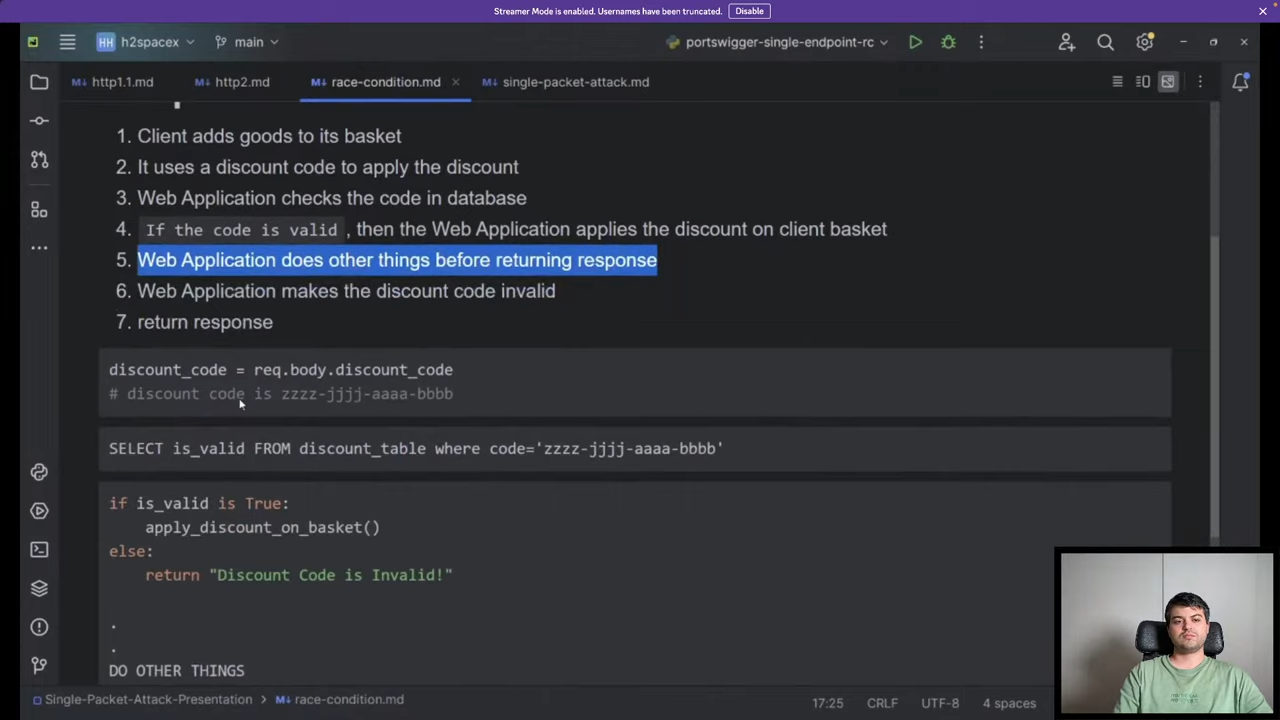 Streamer Mode is enabled. Usernames have been truncated. Disable
HH h2spacex main portswigger-single-endpoint-rc
http1.1.md http2.md race-condition.md single-packet-attack.md
1. Client adds goods to its basket
2. It uses a discount code to apply the discount
3. Web Application checks the code in database
4. If the code is valid , then the Web Application applies the discount on client basket
5. Web Application does other things before returning response
6. Web Application makes the discount code invalid
7. return response
discount_code = req.body.discount_code
# discount code is zzzz-jjjj-aaaa-bbbb
SELECT is_valid FROM discount_table where code='zzzz-jjjj-aaaa-bbbb'
if is_valid is True:
apply_discount_on_basket()
else:
return "Discount Code is Invalid!"
.
.
DO OTHER THINGS
Single-Packet-Attack-Presentation > race-condition.md 17:25 CRLF UTF-8 4 spaces